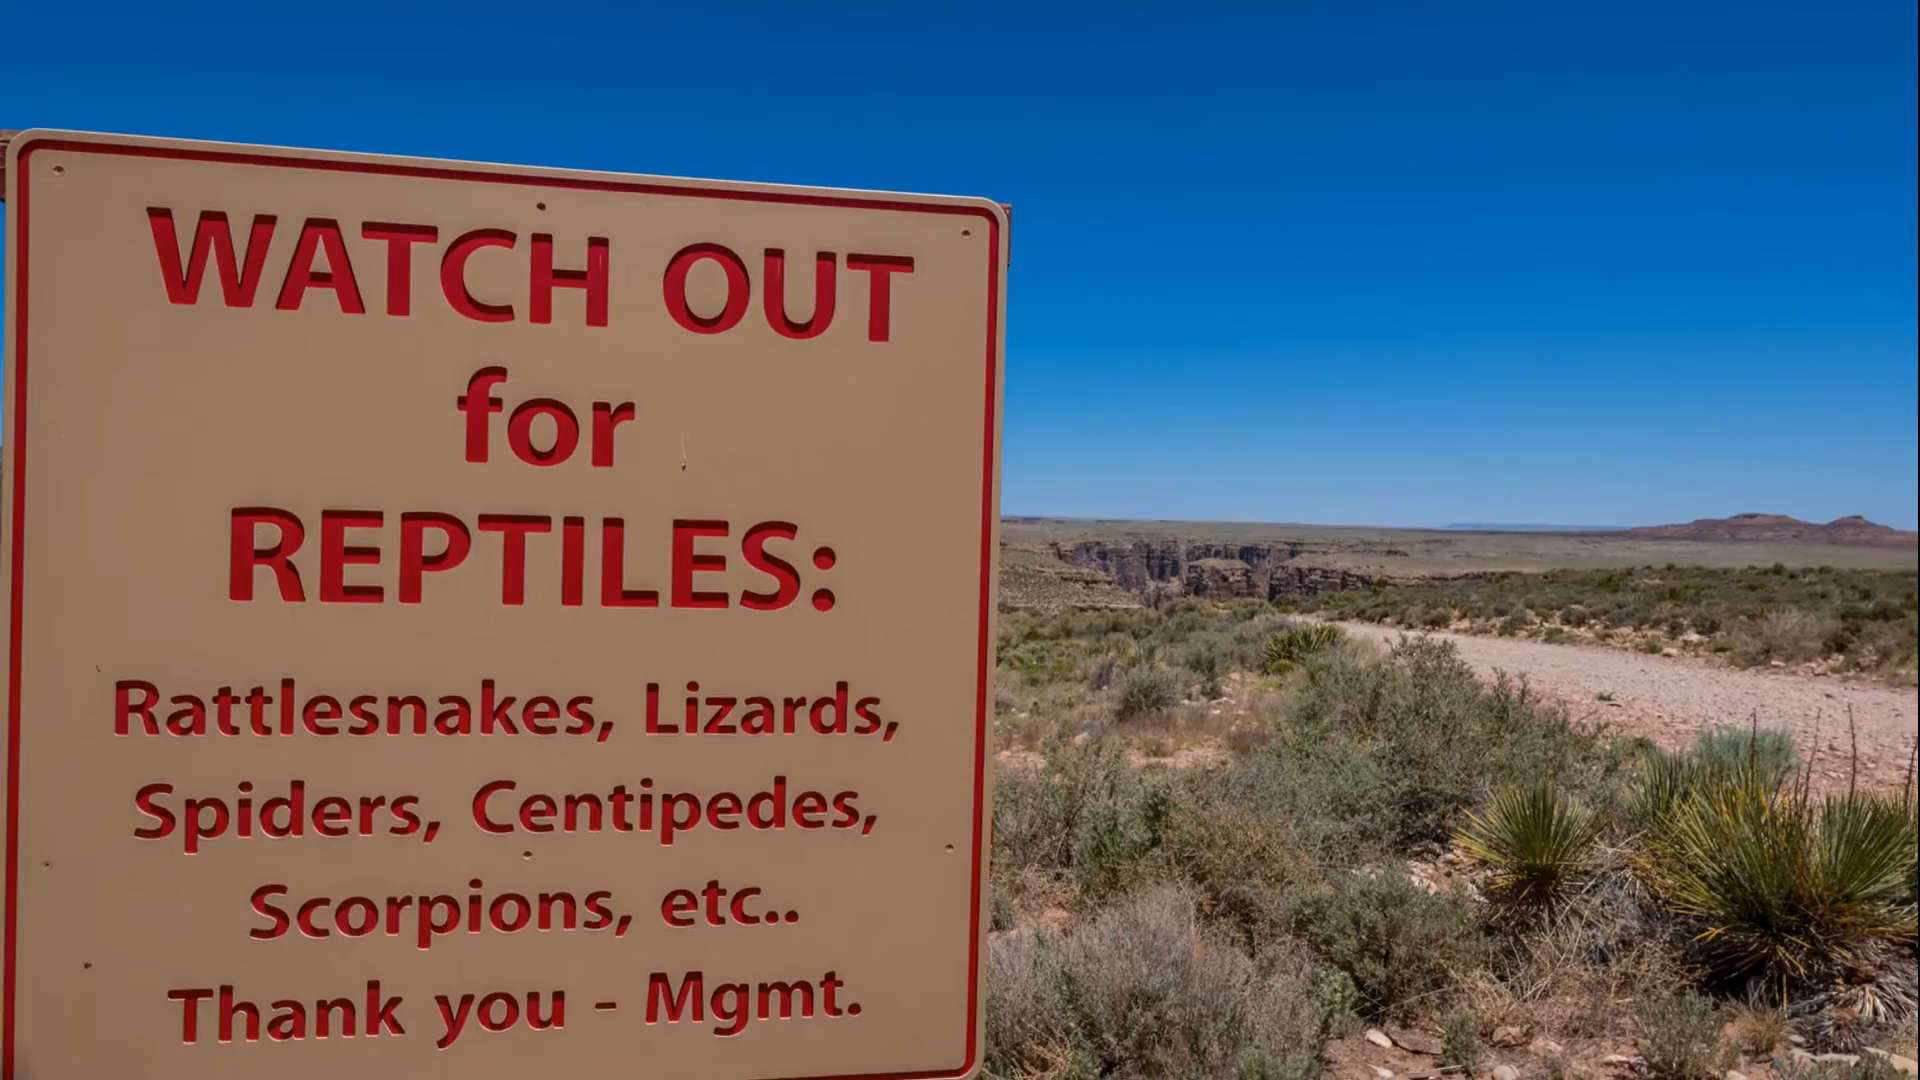 WATCH OUT
for
REPTILES:
Rattlesnakes, Lizards,
Spiders, Centipedes,
Scorpions, etc..
Thank you - Mgmt.